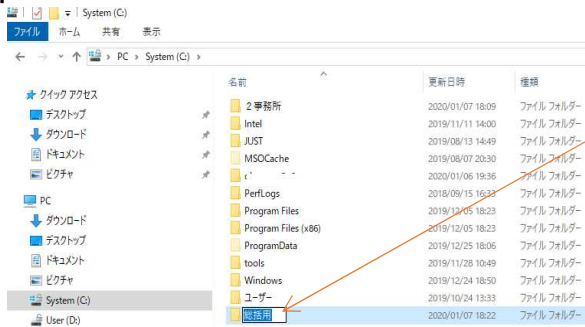 System (C:)
ファイル ホーム 共有 表示
PC › System (C:) ›
名前 更新日時 種類
クイック アクセス
デスクトップ
ダウンロード
ドキュメント
ピクチャ
PC
ダウンロード
デスクトップ
ドキュメント
ピクチャ
System (C:)
User (D:)
2 事務所 2020/01/07 18:09 ファイル フォルダー
Intel 2019/11/11 14:00 ファイル フォルダー
JUST 2019/08/13 14:49 ファイル フォルダー
MSOCache 2019/08/07 20:30 ファイル フォルダー
2020/01/06 19:36 ファイル フォルダー
PerfLogs 2018/09/15 16:33 ファイル フォルダー
Program Files 2019/12/05 18:23 ファイル フォルダー
Program Files (x86) 2019/12/05 18:23 ファイル フォルダー
ProgramData 2019/12/25 18:06 ファイル フォルダー
tools 2019/11/28 10:49 ファイル フォルダー
Windows 2019/12/24 18:50 ファイル フォルダー
ユーザー 2019/10/24 13:33 ファイル フォルダー
総括用 2020/01/07 18:22 ファイル フォルダー